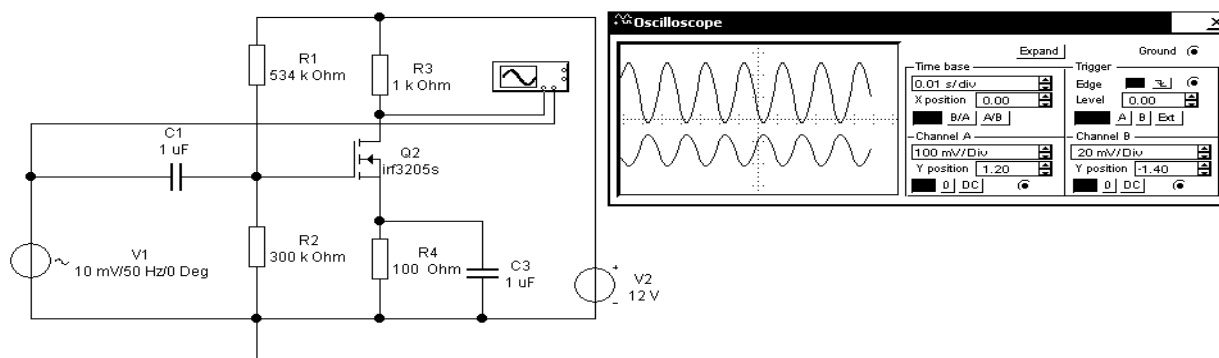 R1
534 k Ohm
R3
1 k Ohm
C1
1 uF
Q2
irf3205s
V1
10 mV/50 Hz/0 Deg
R2
300 k Ohm
R4
100 Ohm
C3
1 uF
V2
12 V
Oscilloscope
Expand
Ground
Time base
0.01 s/div
X position 0.00
B/A A/B
Trigger
Edge
Level 0.00
A B Ext
Channel A
100 mV/Div
Y position 1.20
0 DC
Channel B
20 mV/Div
Y position -1.40
0 DC